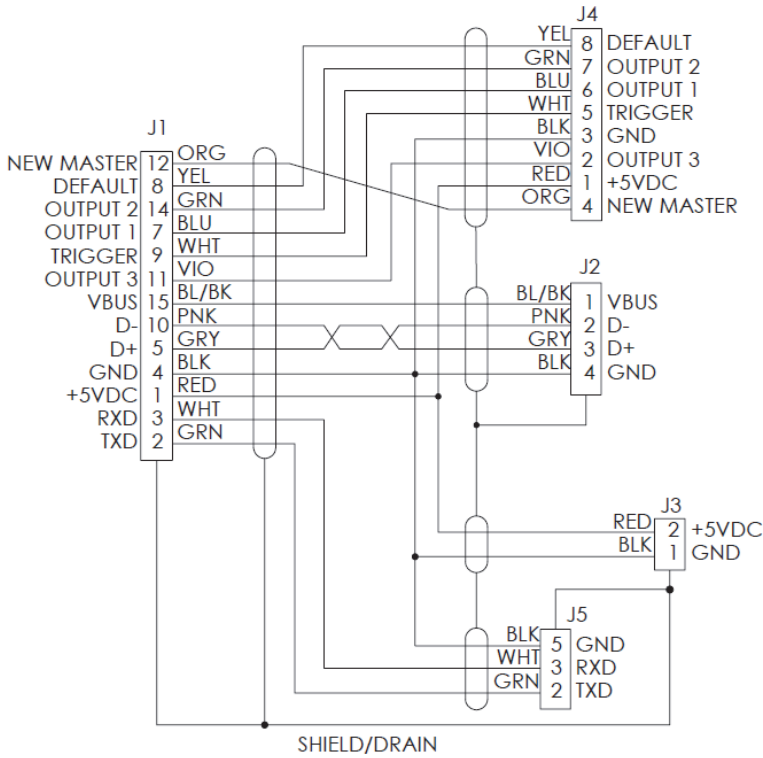 J4
YEL 8 DEFAULT
GRN 7 OUTPUT 2
BLU 6 OUTPUT 1
WHT 5 TRIGGER
BLK 3 GND
VIO 2 OUTPUT 3
RED 1 +5VDC
ORG 4 NEW MASTER
J1
NEW MASTER 12 ORG
DEFAULT 8 YEL
OUTPUT 2 14 GRN
OUTPUT 1 7 BLU
TRIGGER 9 WHT
OUTPUT 3 11 VIO
VBUS 15 BL/BK
D- 10 PNK
D+ 5 GRY
GND 4 BLK
+5VDC 1 RED
RXD 3 WHT
TXD 2 GRN
J2
BL/BK 1 VBUS
PNK 2 D-
GRY 3 D+
BLK 4 GND
J3
RED 2 +5VDC
BLK 1 GND
J5
BLK 5 GND
WHT 3 RXD
GRN 2 TXD
SHIELD/DRAIN